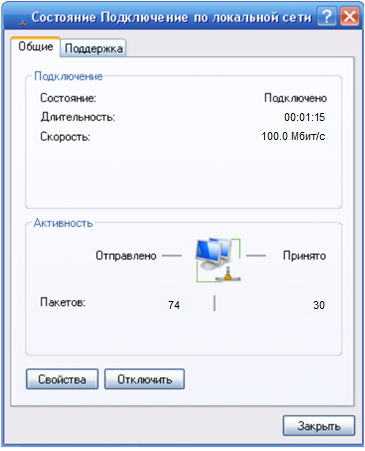 Состояние Подключение по локальной сети
Общие Поддержка
Подключение
Состояние: Подключено
Длительность: 00:01:15
Скорость: 100.0 Мбит/с
Активность
Отправлено — — Принято
Пакетов: 74 | 30
Свойства Отключить
Закрыть